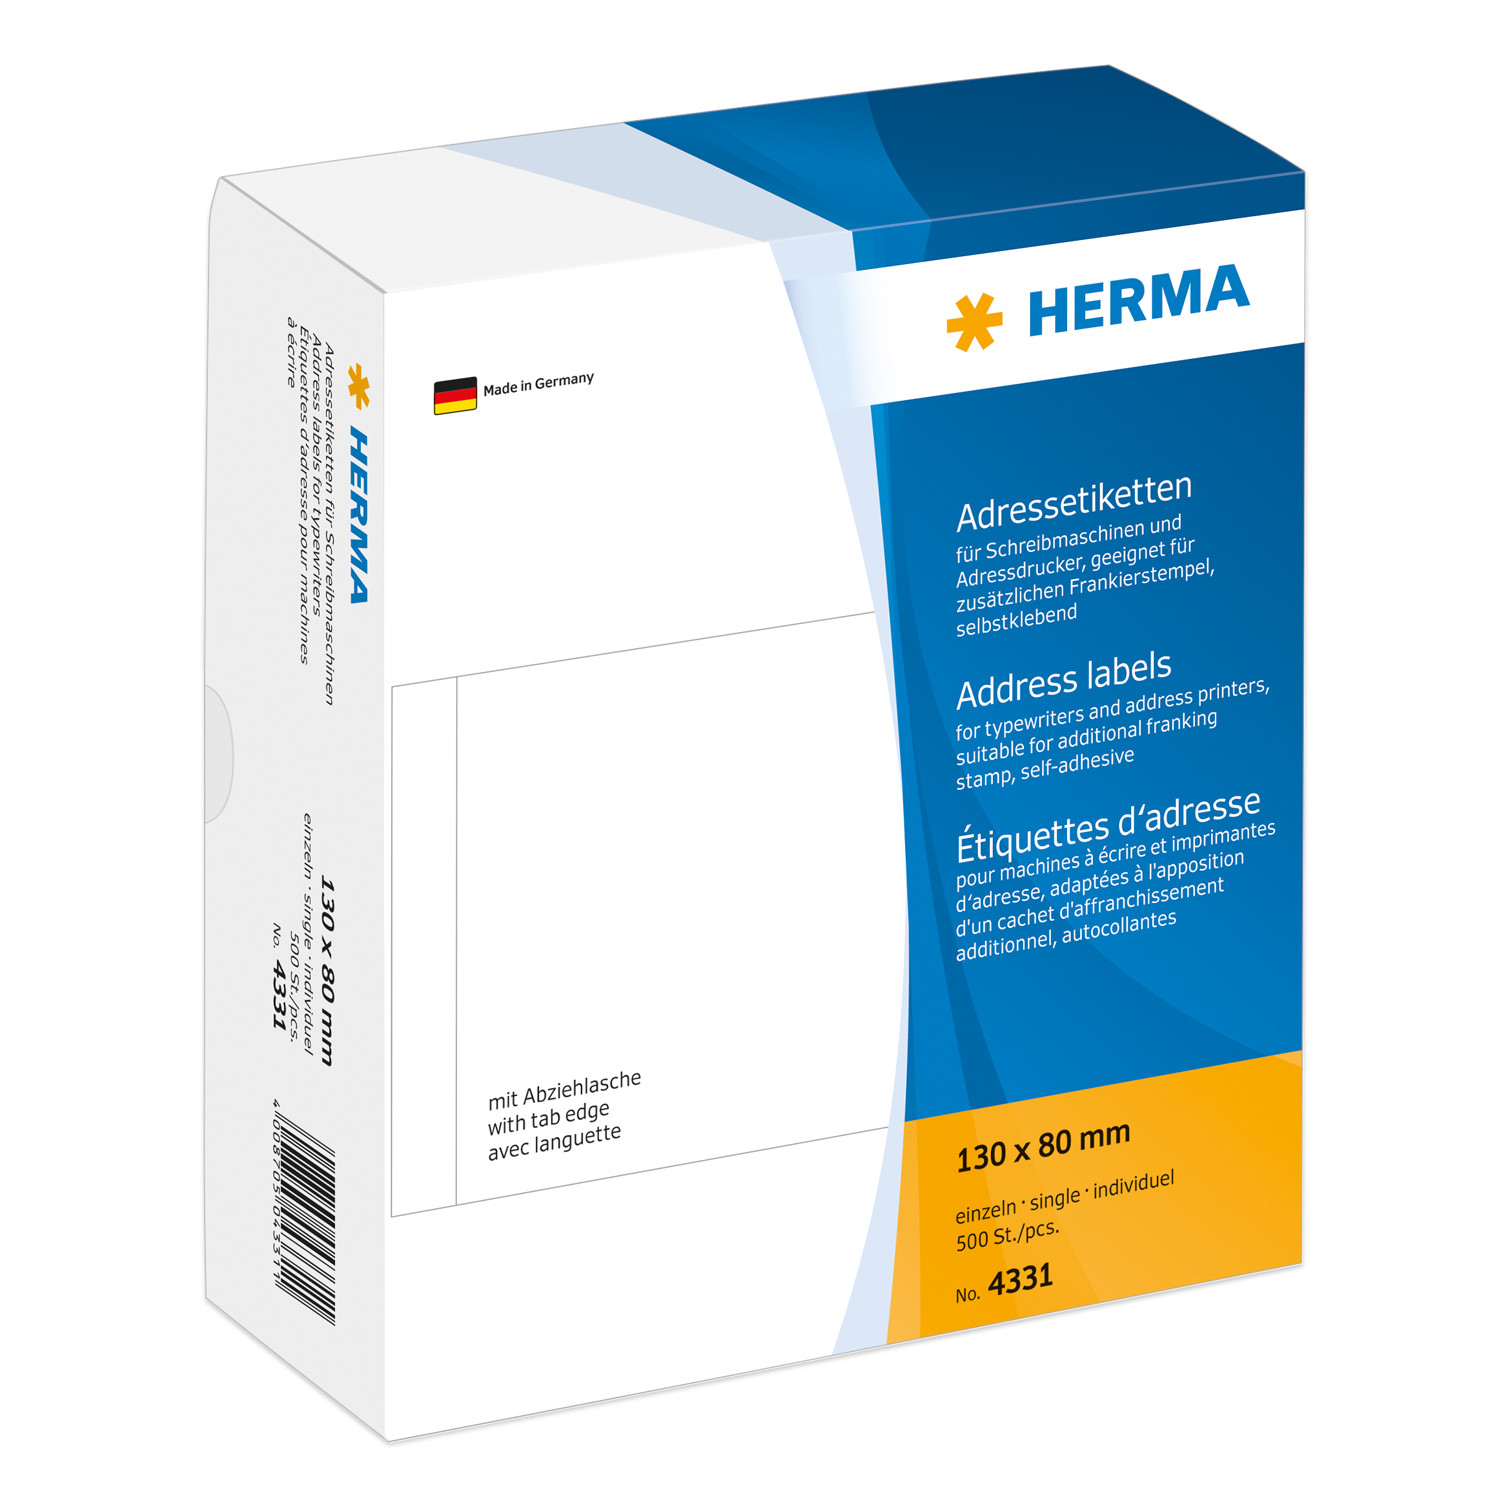 HERMA
Made in Germany
Adressetiketten
für Schreibmaschinen und
Adressdrucker, geeignet für
zusätzlichen Frankierstempel,
selbstklebend
Address labels
for typewriters and address printers,
suitable for additional franking
stamp, self-adhesive
Étiquettes d‘adresse
pour machines à écrire et imprimantes
d‘adresse, adaptées à l'apposition
d'un cachet d'affranchissement
additionnel, autocollantes
mit Abziehlasche
with tab edge
avec languette
130 x 80 mm
einzeln · single · individuel
500 St./pcs.
No. 4331
HERMA
Adressetiketten für Schreibmaschinen
Address labels for typewriters
Étiquettes d'adresse pour machines
à écrire
130 x 80 mm
einzeln · single · individuel
500 St./pcs.
No. 4331
4 008705 043311